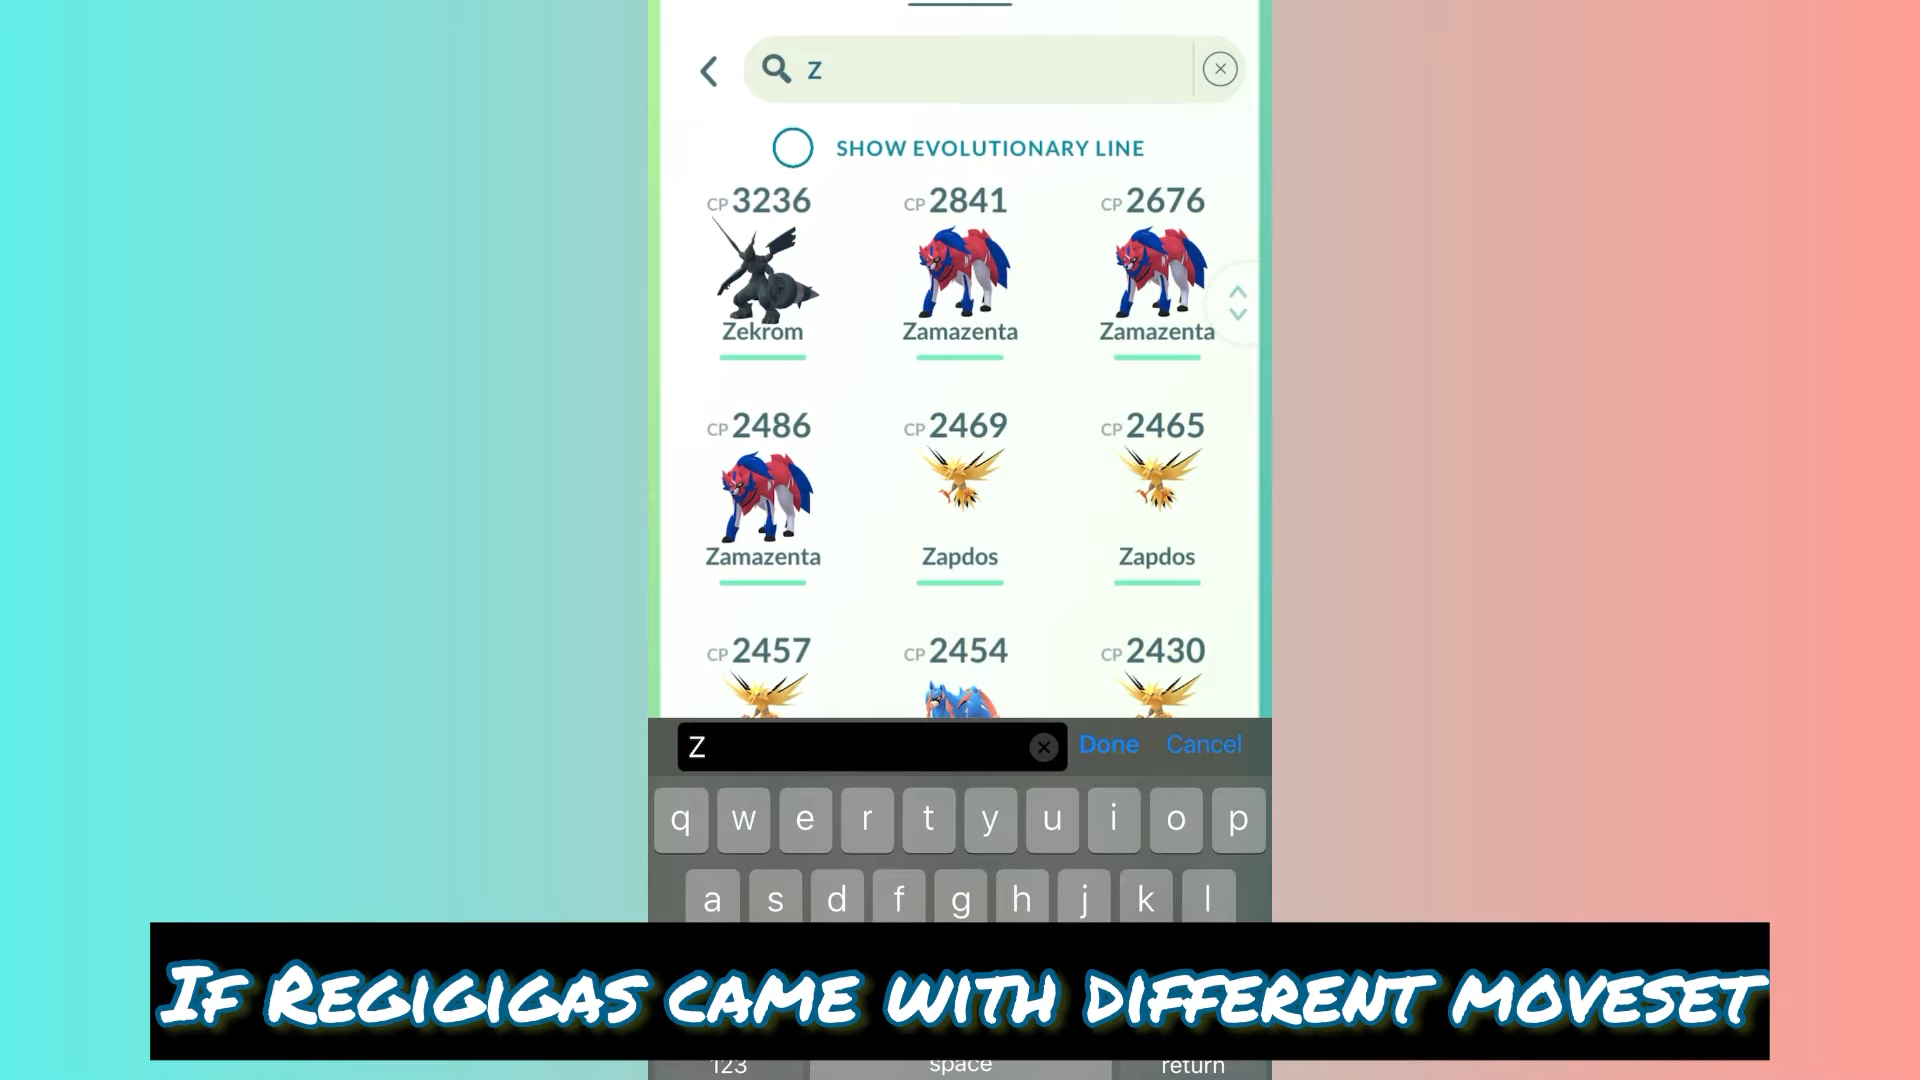 Z
SHOW EVOLUTIONARY LINE
CP 3236 CP 2841 CP 2676
Zekrom Zamazenta Zamazenta
CP 2486 CP 2469 CP 2465
Zamazenta Zapdos Zapdos
CP 2457 CP 2454 CP 2430
Z Done Cancel
q w e r t y u i o p
a s d f g h j k l
If Regigigas came with different moveset
123 space return